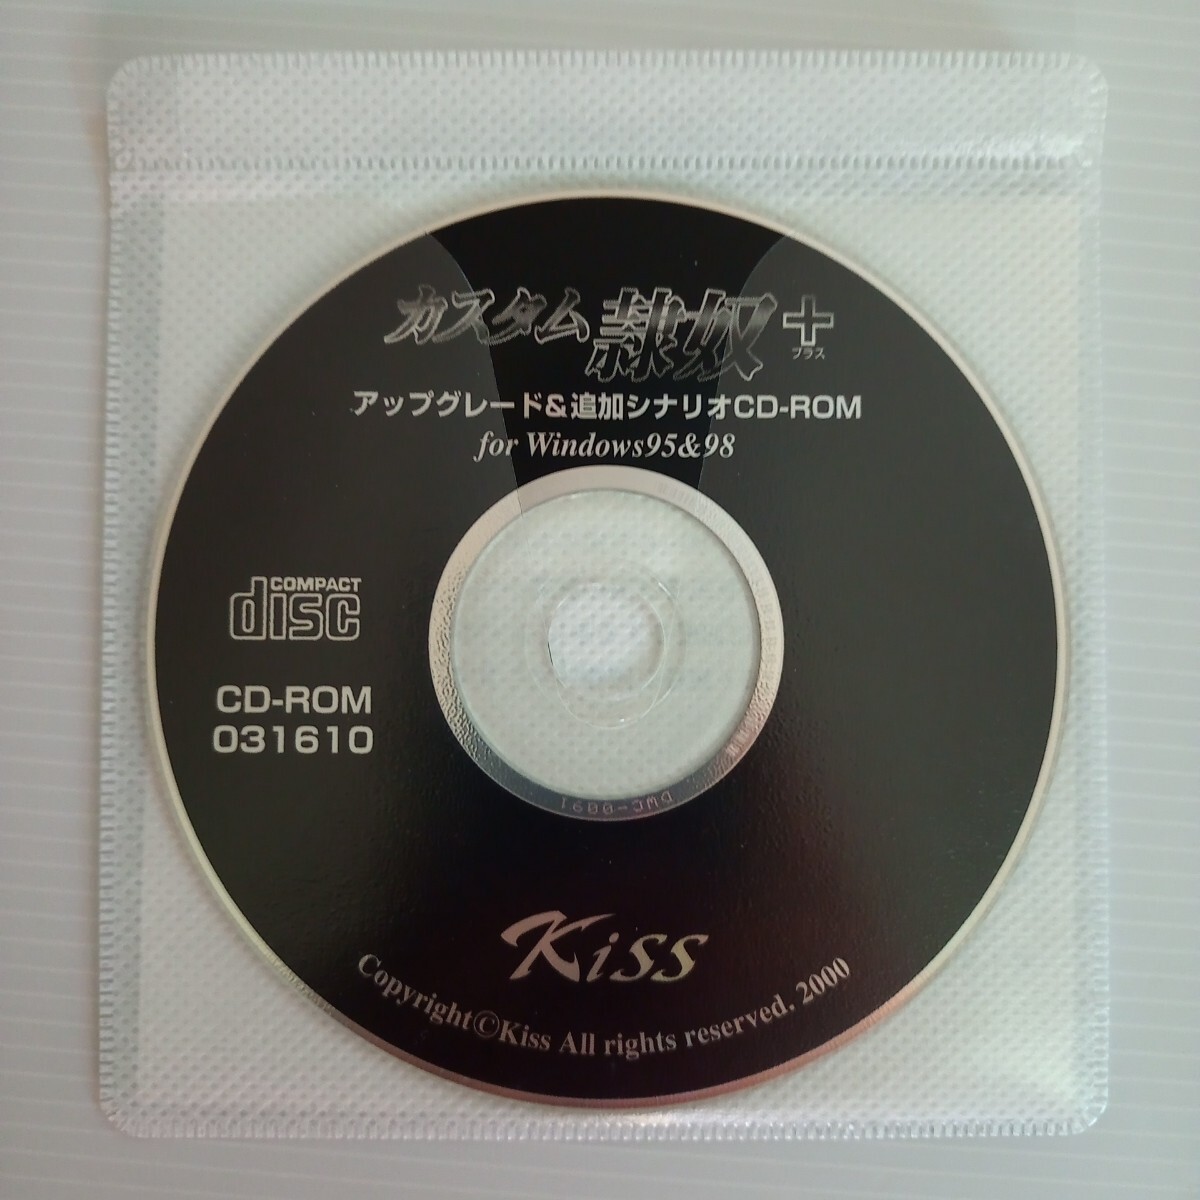 カスタム隷奴+
プラス
アップグレード&追加シナリオCD-ROM
for Windows95&98
COMPACT
disc
CD-ROM
031610
DWC-0091
Kiss
Copyright©Kiss All rights reserved. 2000